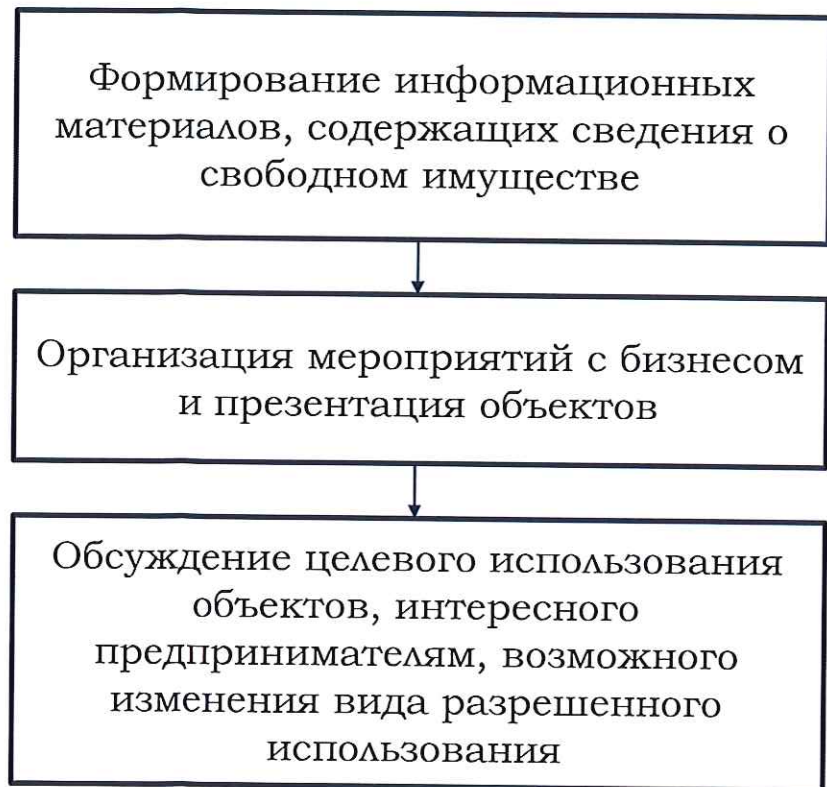 Формирование информационных
материалов, содержащих сведения о
свободном имуществе
Организация мероприятий с бизнесом
и презентация объектов
Обсуждение целевого использования
объектов, интересного
предпринимателям, возможного
изменения вида разрешенного
использования